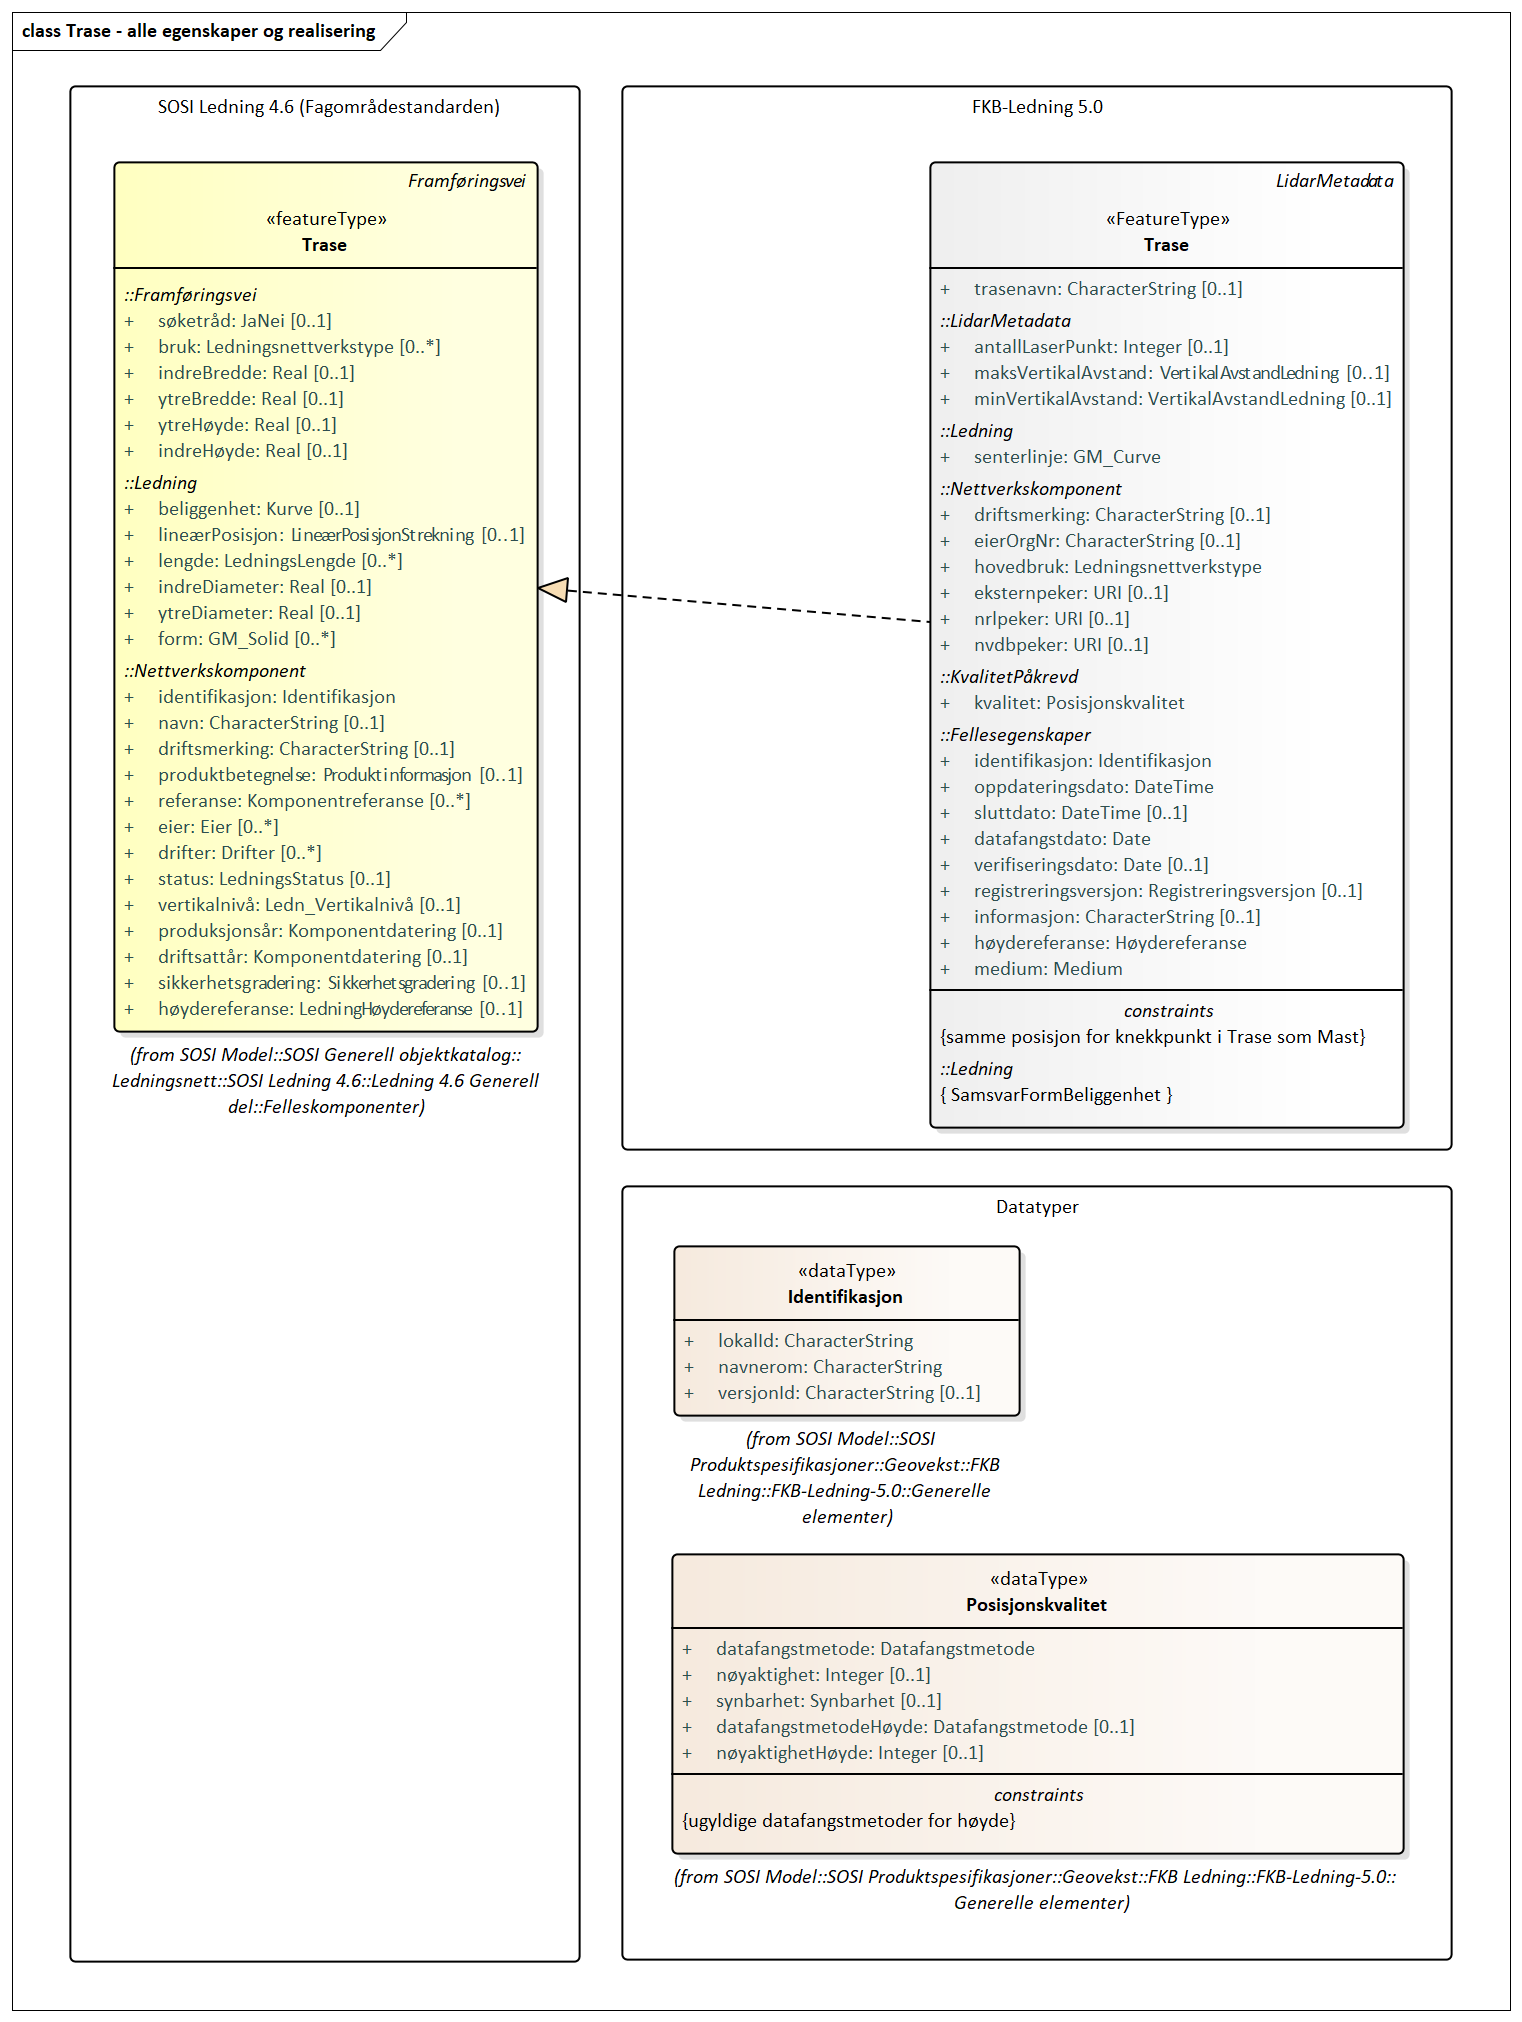 class Trase - alle egenskaper og realisering
SOSI Ledning 4.6 (Fagområdestandarden)
Framføringsvei
«featureType»
Trase
::Framføringsvei
+ søketråd: JaNei [0..1]
+ bruk: Ledningsnettverkstype [0..*]
+ indreBredde: Real [0..1]
+ ytreBredde: Real [0..1]
+ ytreHøyde: Real [0..1]
+ indreHøyde: Real [0..1]
::Ledning
+ beliggenhet: Kurve [0..1]
+ lineærPosisjon: LineærPosisjonStrekning [0..1]
+ lengde: LedningsLengde [0..*]
+ indreDiameter: Real [0..1]
+ ytreDiameter: Real [0..1]
+ form: GM_Solid [0..*]
::Nettverkskomponent
+ identifikasjon: Identifikasjon
+ navn: CharacterString [0..1]
+ driftsmerking: CharacterString [0..1]
+ produktbetegnelse: Produktinformasjon [0..1]
+ referanse: Komponentreferanse [0..*]
+ eier: Eier [0..*]
+ drifter: Drifter [0..*]
+ status: LedningsStatus [0..1]
+ vertikalnivå: Ledn_Vertikalnivå [0..1]
+ produksjonsår: Komponentdatering [0..1]
+ driftsattår: Komponentdatering [0..1]
+ sikkerhetsgradering: Sikkerhetsgradering [0..1]
+ høydereferanse: LedningHøydereferanse [0..1]
(from SOSI Model::SOSI Generell objektkatalog::
Ledningsnett::SOSI Ledning 4.6::Ledning 4.6 Generell
del::Felleskomponenter)
FKB-Ledning 5.0
LidarMetadata
«FeatureType»
Trase
+ trasenavn: CharacterString [0..1]
::LidarMetadata
+ antallLaserPunkt: Integer [0..1]
+ maksVertikalAvstand: VertikalAvstandLedning [0..1]
+ minVertikalAvstand: VertikalAvstandLedning [0..1]
::Ledning
+ senterlinje: GM_Curve
::Nettverkskomponent
+ driftsmerking: CharacterString [0..1]
+ eierOrgNr: CharacterString [0..1]
+ hovedbruk: Ledningsnettverkstype
+ eksternpeker: URI [0..1]
+ nrlpeker: URI [0..1]
+ nvdbpeker: URI [0..1]
::KvalitetPåkrevd
+ kvalitet: Posisjonskvalitet
::Fellesegenskaper
+ identifikasjon: Identifikasjon
+ oppdateringsdato: DateTime
+ sluttdato: DateTime [0..1]
+ datafangstdato: Date
+ verifiseringsdato: Date [0..1]
+ registreringsversjon: Registreringsversjon [0..1]
+ informasjon: CharacterString [0..1]
+ høydereferanse: Høydereferanse
+ medium: Medium
constraints
{samme posisjon for knekkpunkt i Trase som Mast}
::Ledning
{ SamsvarFormBeliggenhet }
Datatyper
«dataType»
Identifikasjon
+ lokalId: CharacterString
+ navnerom: CharacterString
+ versjonId: CharacterString [0..1]
(from SOSI Model::SOSI
Produktspesifikasjoner::Geovekst::FKB
Ledning::FKB-Ledning-5.0::Generelle
elementer)
«dataType»
Posisjonskvalitet
+ datafangstmetode: Datafangstmetode
+ nøyaktighet: Integer [0..1]
+ synbarhet: Synbarhet [0..1]
+ datafangstmetodeHøyde: Datafangstmetode [0..1]
+ nøyaktighetHøyde: Integer [0..1]
constraints
{ugyldige datafangstmetoder for høyde}
(from SOSI Model::SOSI Produktspesifikasjoner::Geovekst::FKB Ledning::FKB-Ledning-5.0::
Generelle elementer)